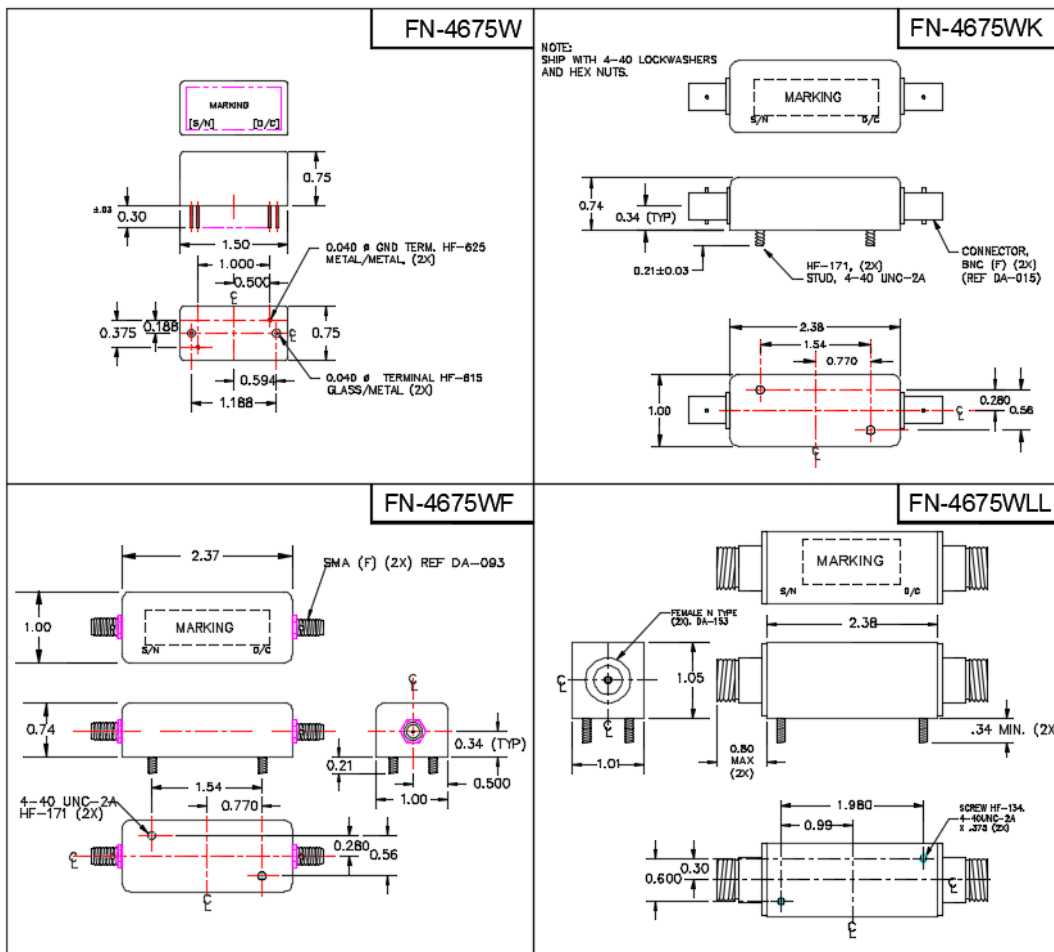 FN-4675W
MARKING
[S/N] [D/C]
0.75
±.03
0.30
1.50
1.000
0.500
0.040 ø GND TERM. HF-625
METAL/METAL, (2X)
℄
0.375
0.188
℄
0.75
0.594
1.188
0.040 ø TERMINAL HF-615
GLASS/METAL (2X)
FN-4675WK
NOTE:
SHIP WITH 4-40 LOCKWASHERS
AND HEX NUTS.
MARKING
S/N D/C
0.74
0.34 (TYP)
0.21±0.03
HF-171, (2X)
STUD, 4-40 UNC-2A
CONNECTOR,
BNC (F) (2X)
(REF DA-015)
2.38
1.54
0.770
1.00
0.280
0.56
℄
℄
FN-4675WF
2.37
SMA (F) (2X) REF DA-093
1.00
MARKING
S/N D/C
℄
0.74
0.34 (TYP)
0.21
0.500
1.00
1.54
0.770
4-40 UNC-2A
HF-171 (2X)
0.280
0.56
℄
℄
FN-4675WLL
MARKING
S/N D/C
FEMALE N TYPE
(2X). DA-153
2.38
℄
1.05
℄
.34 MIN. (2X
0.80
MAX
(2X)
1.01
1.980
0.99
SCREW HF-134,
4-40UNC-2A
X .375 (2X)
0.30
0.600
℄
℄